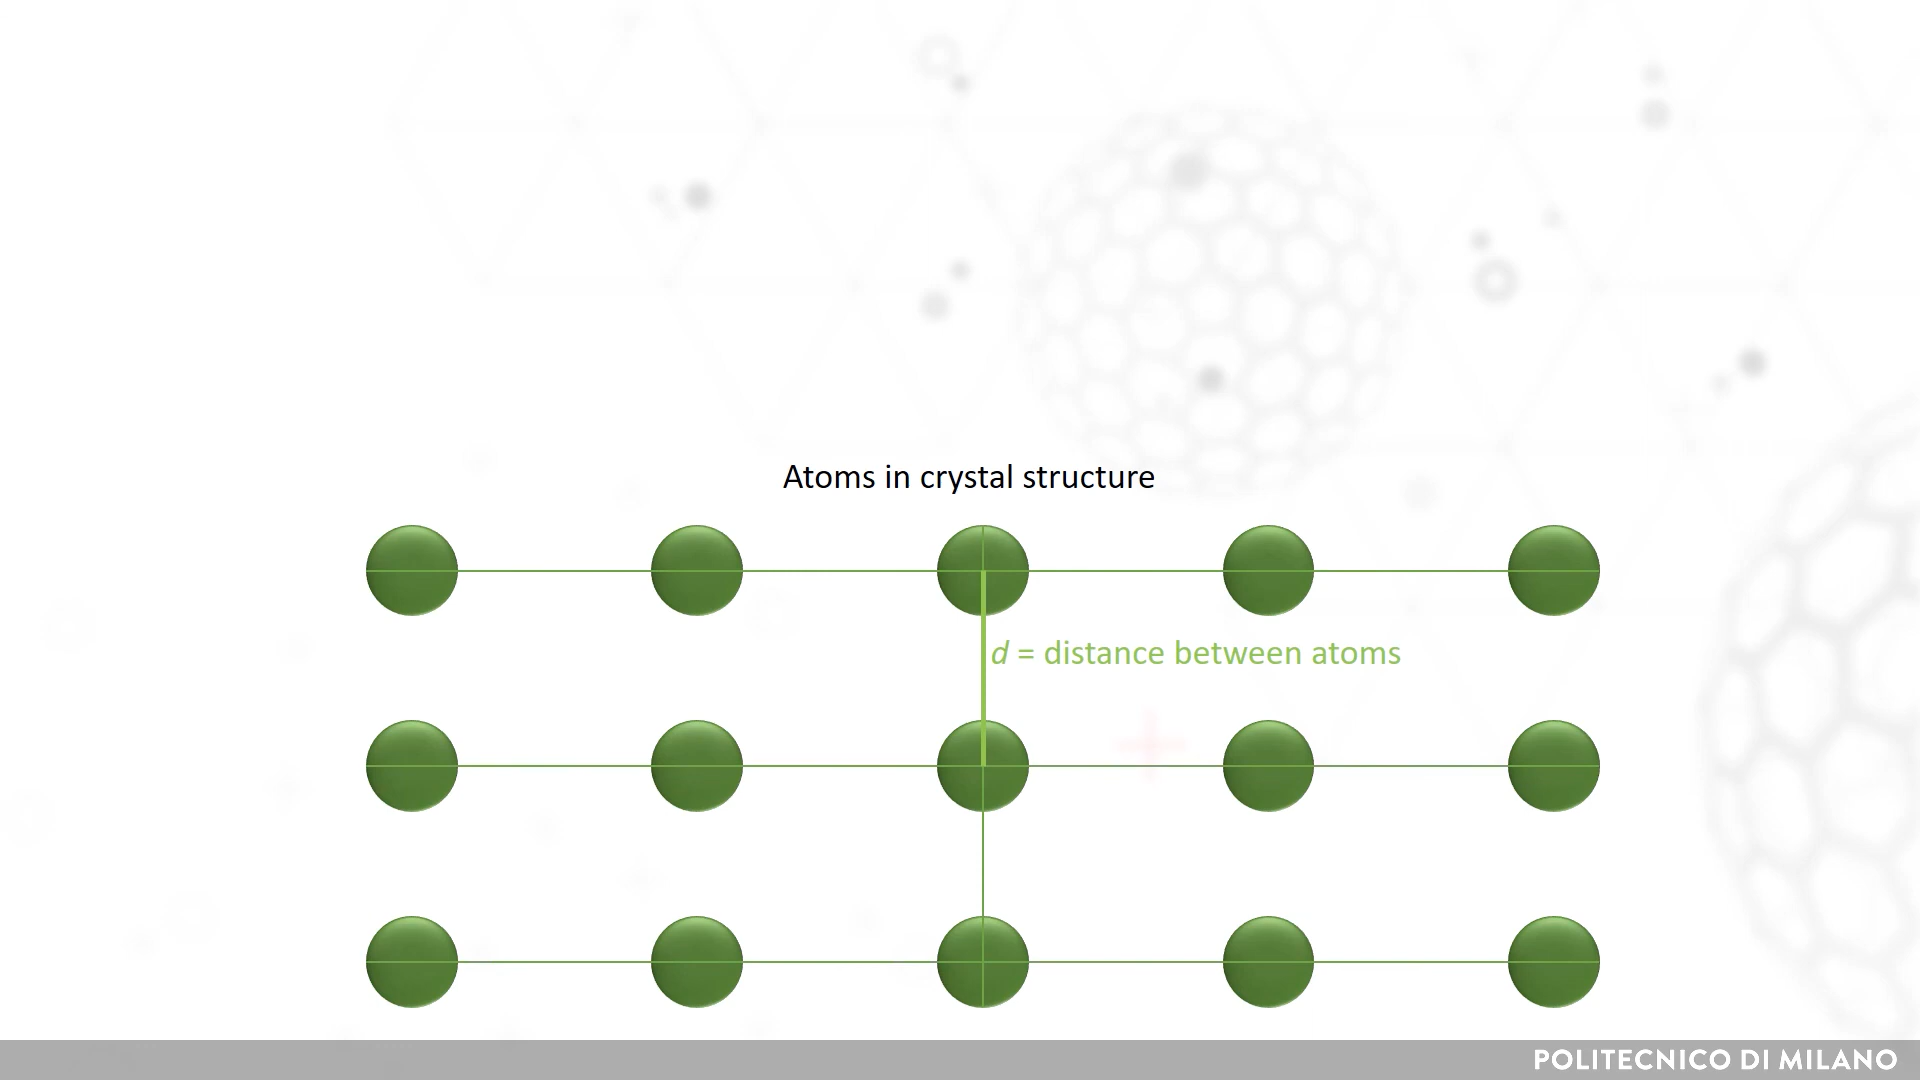 Atoms in crystal structure
d = distance between atoms
POLITECNICO DI MILANO